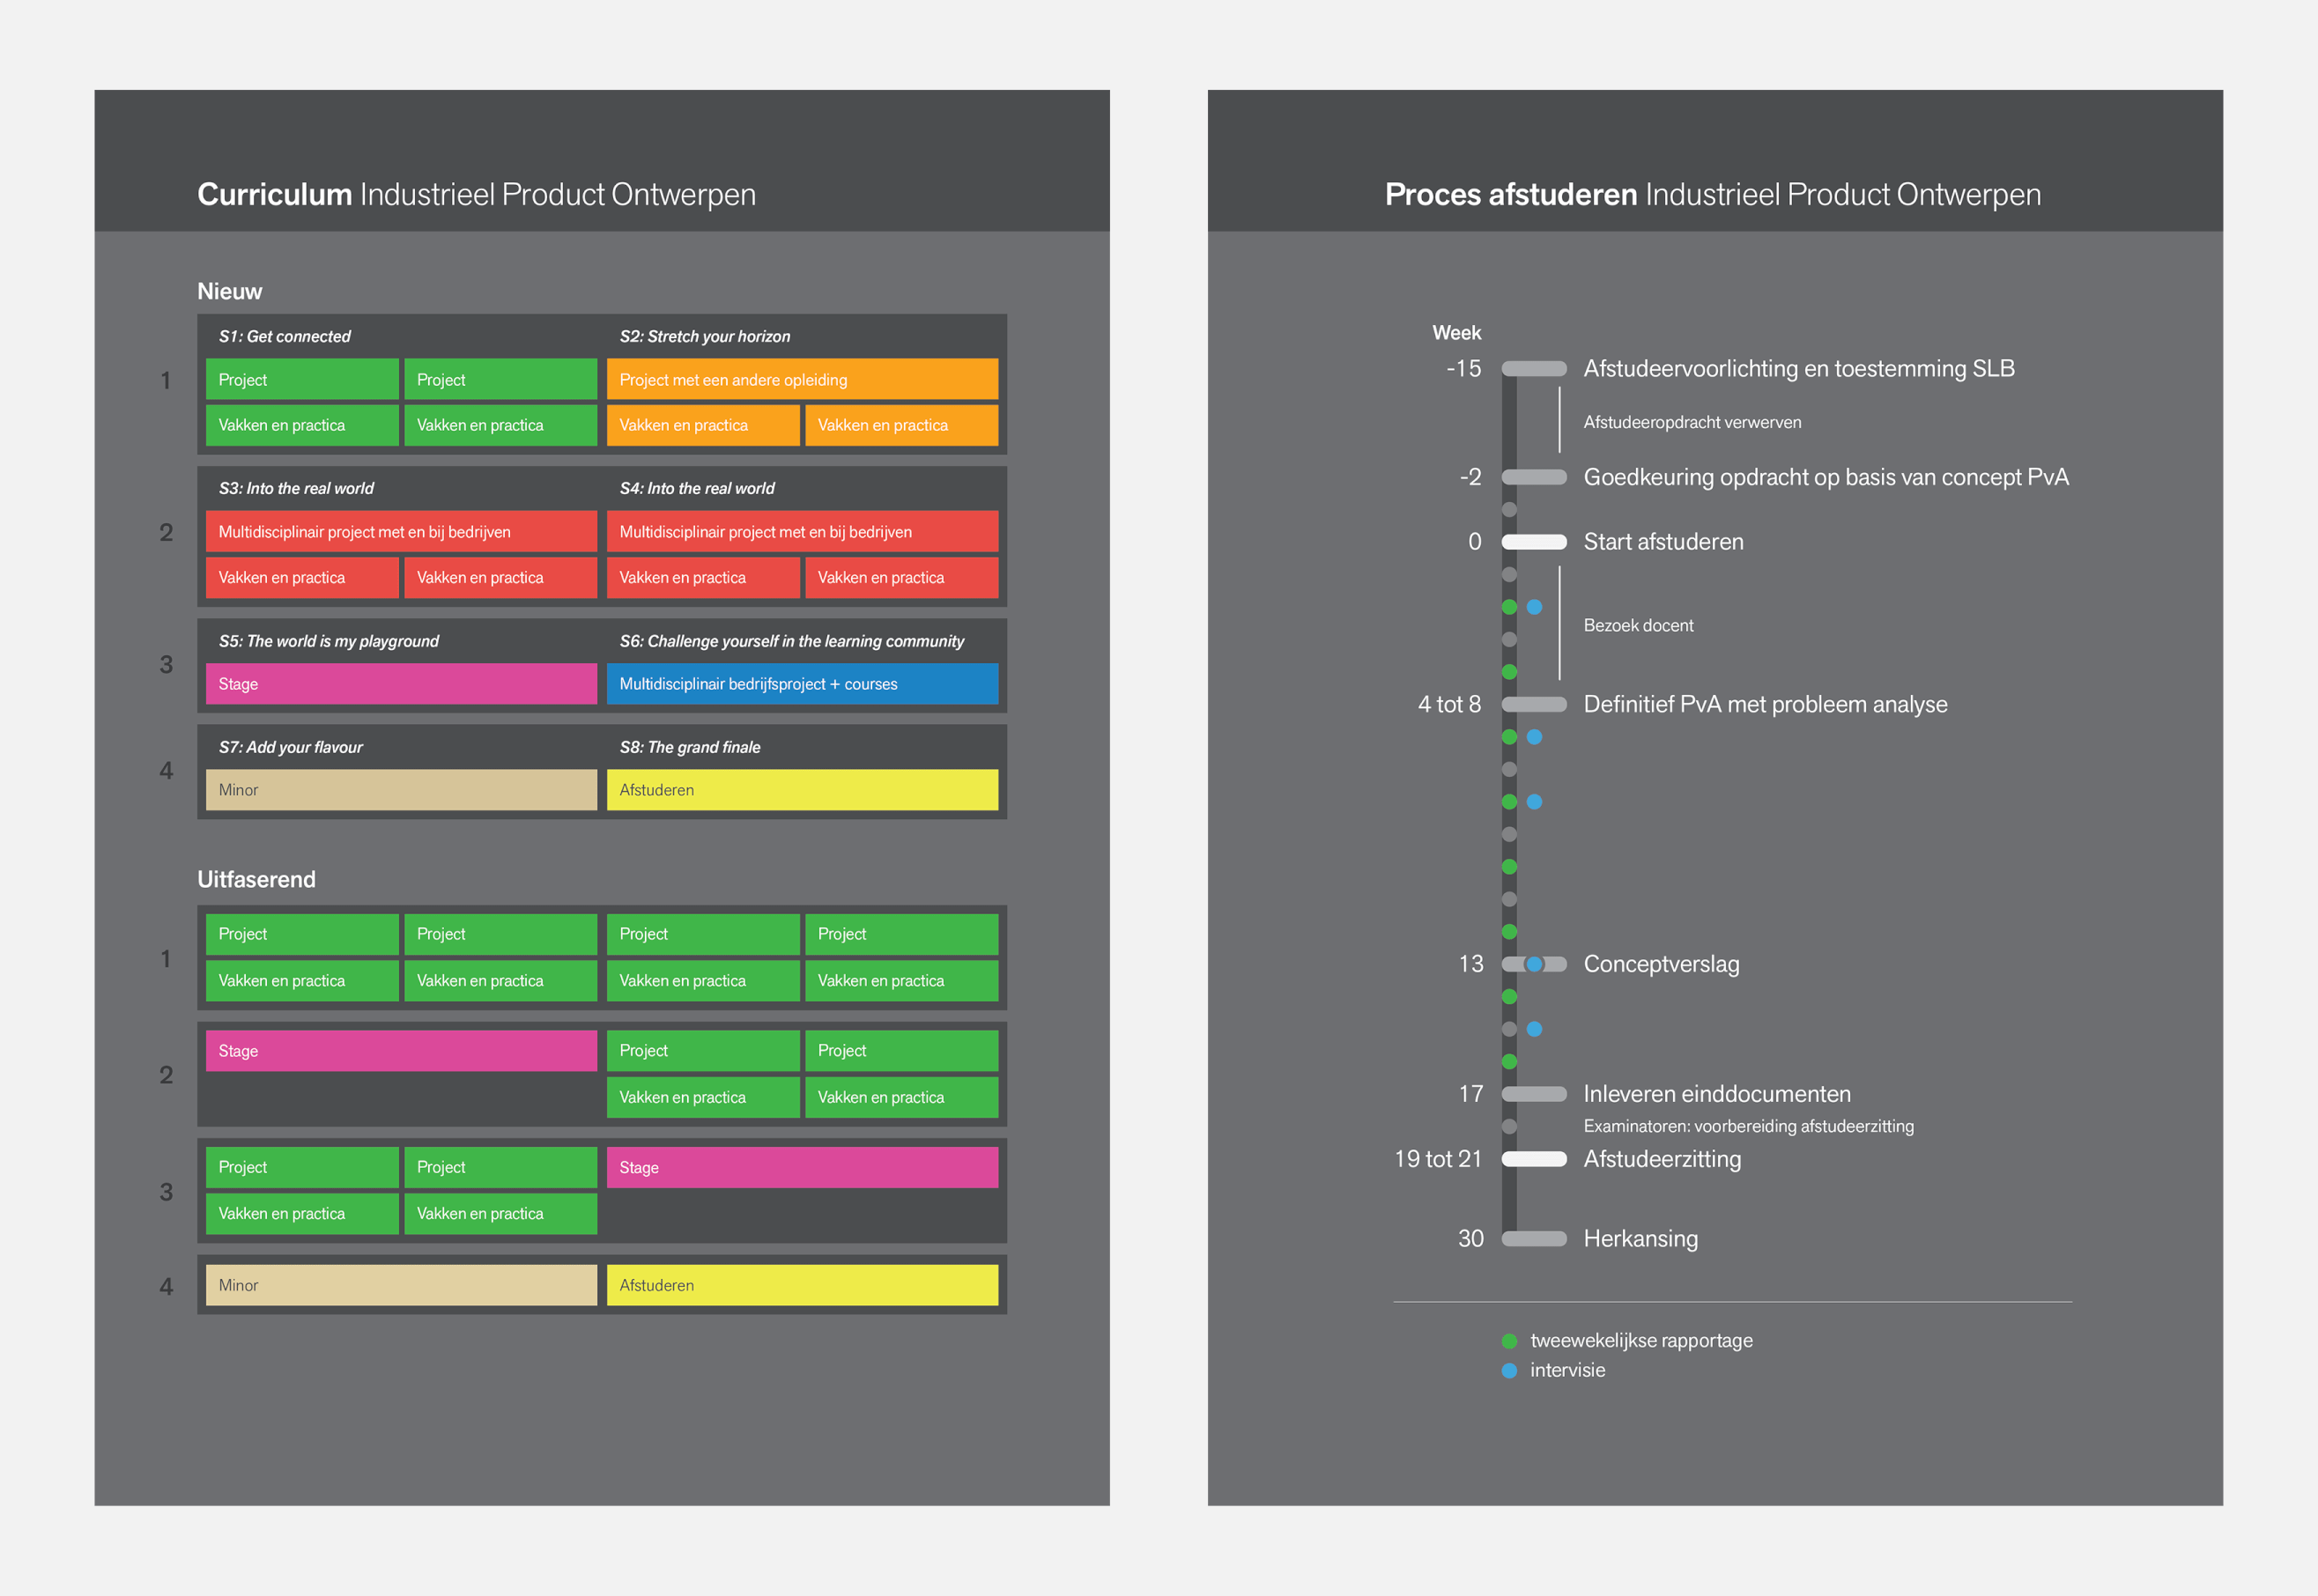 Curriculum Industrieel Product Ontwerpen
Nieuw
1
S1: Get connected
S2: Stretch your horizon
Project
Project
Project met een andere opleiding
Vakken en practica
Vakken en practica
Vakken en practica
Vakken en practica
2
S3: Into the real world
S4: Into the real world
Multidisciplinair project met en bij bedrijven
Multidisciplinair project met en bij bedrijven
Vakken en practica
Vakken en practica
Vakken en practica
Vakken en practica
3
S5: The world is my playground
S6: Challenge yourself in the learning community
Stage
Multidisciplinair bedrijfsproject + courses
4
S7: Add your flavour
S8: The grand finale
Minor
Afstuderen
Uitfaserend
1
Project
Project
Project
Project
Vakken en practica
Vakken en practica
Vakken en practica
Vakken en practica
2
Stage
Project
Project
Vakken en practica
Vakken en practica
3
Project
Project
Stage
Vakken en practica
Vakken en practica
4
Minor
Afstuderen
Proces afstuderen Industrieel Product Ontwerpen
Week
-15 Afstudeervoorlichting en toestemming SLB
Afstudeeropdracht verwerven
-2 Goedkeuring opdracht op basis van concept PvA
0 Start afstuderen
Bezoek docent
4 tot 8 Definitief PvA met probleem analyse
13 Conceptverslag
17 Inleveren einddocumenten
Examinatoren: voorbereiding afstudeerzitting
19 tot 21 Afstudeerzitting
30 Herkansing
tweewekelijkse rapportage
intervisie